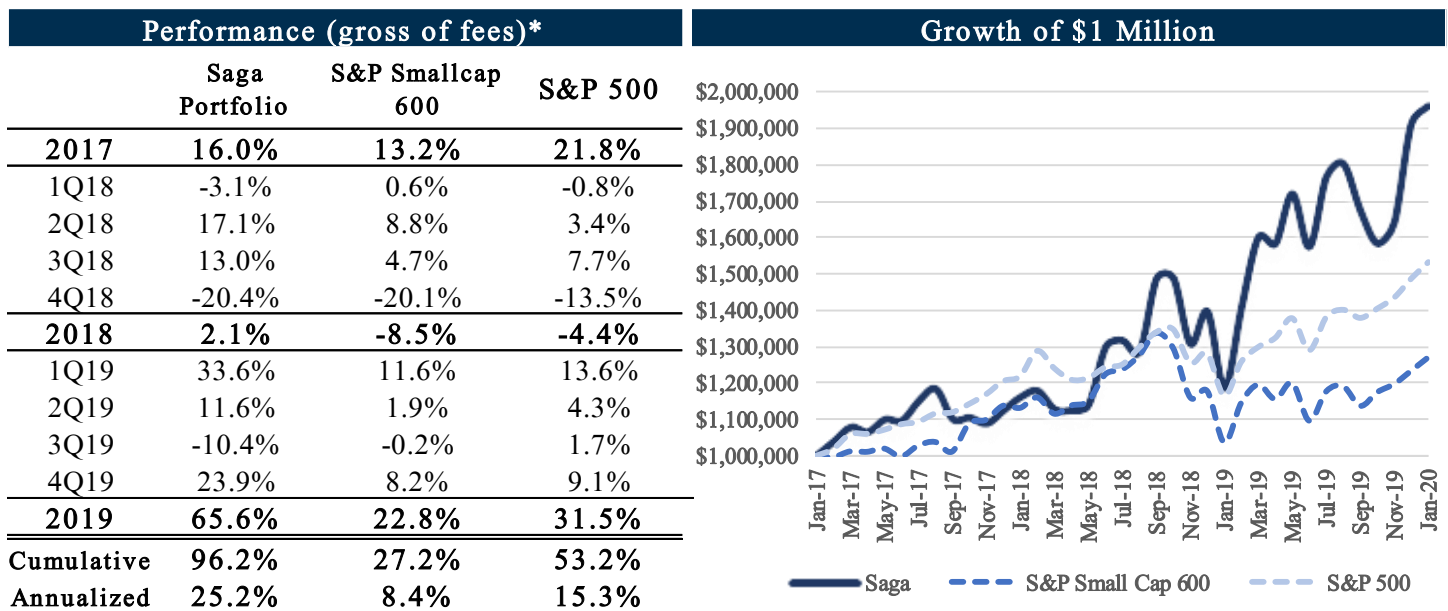 Performance (gross of fees)*
Saga Portfolio S&P Smallcap 600 S&P 500
2017 16.0% 13.2% 21.8%
1Q18 -3.1% 0.6% -0.8%
2Q18 17.1% 8.8% 3.4%
3Q18 13.0% 4.7% 7.7%
4Q18 -20.4% -20.1% -13.5%
2018 2.1% -8.5% -4.4%
1Q19 33.6% 11.6% 13.6%
2Q19 11.6% 1.9% 4.3%
3Q19 -10.4% -0.2% 1.7%
4Q19 23.9% 8.2% 9.1%
2019 65.6% 22.8% 31.5%
Cumulative 96.2% 27.2% 53.2%
Annualized 25.2% 8.4% 15.3%
Growth of $1 Million
$2,000,000
$1,900,000
$1,800,000
$1,700,000
$1,600,000
$1,500,000
$1,400,000
$1,300,000
$1,200,000
$1,100,000
$1,000,000
Jan-17 Mar-17 May-17 Jul-17 Sep-17 Nov-17 Jan-18 Mar-18 May-18 Jul-18 Sep-18 Nov-18 Jan-19 Mar-19 May-19 Jul-19 Sep-19 Nov-19 Jan-20
Saga S&P Small Cap 600 S&P 500